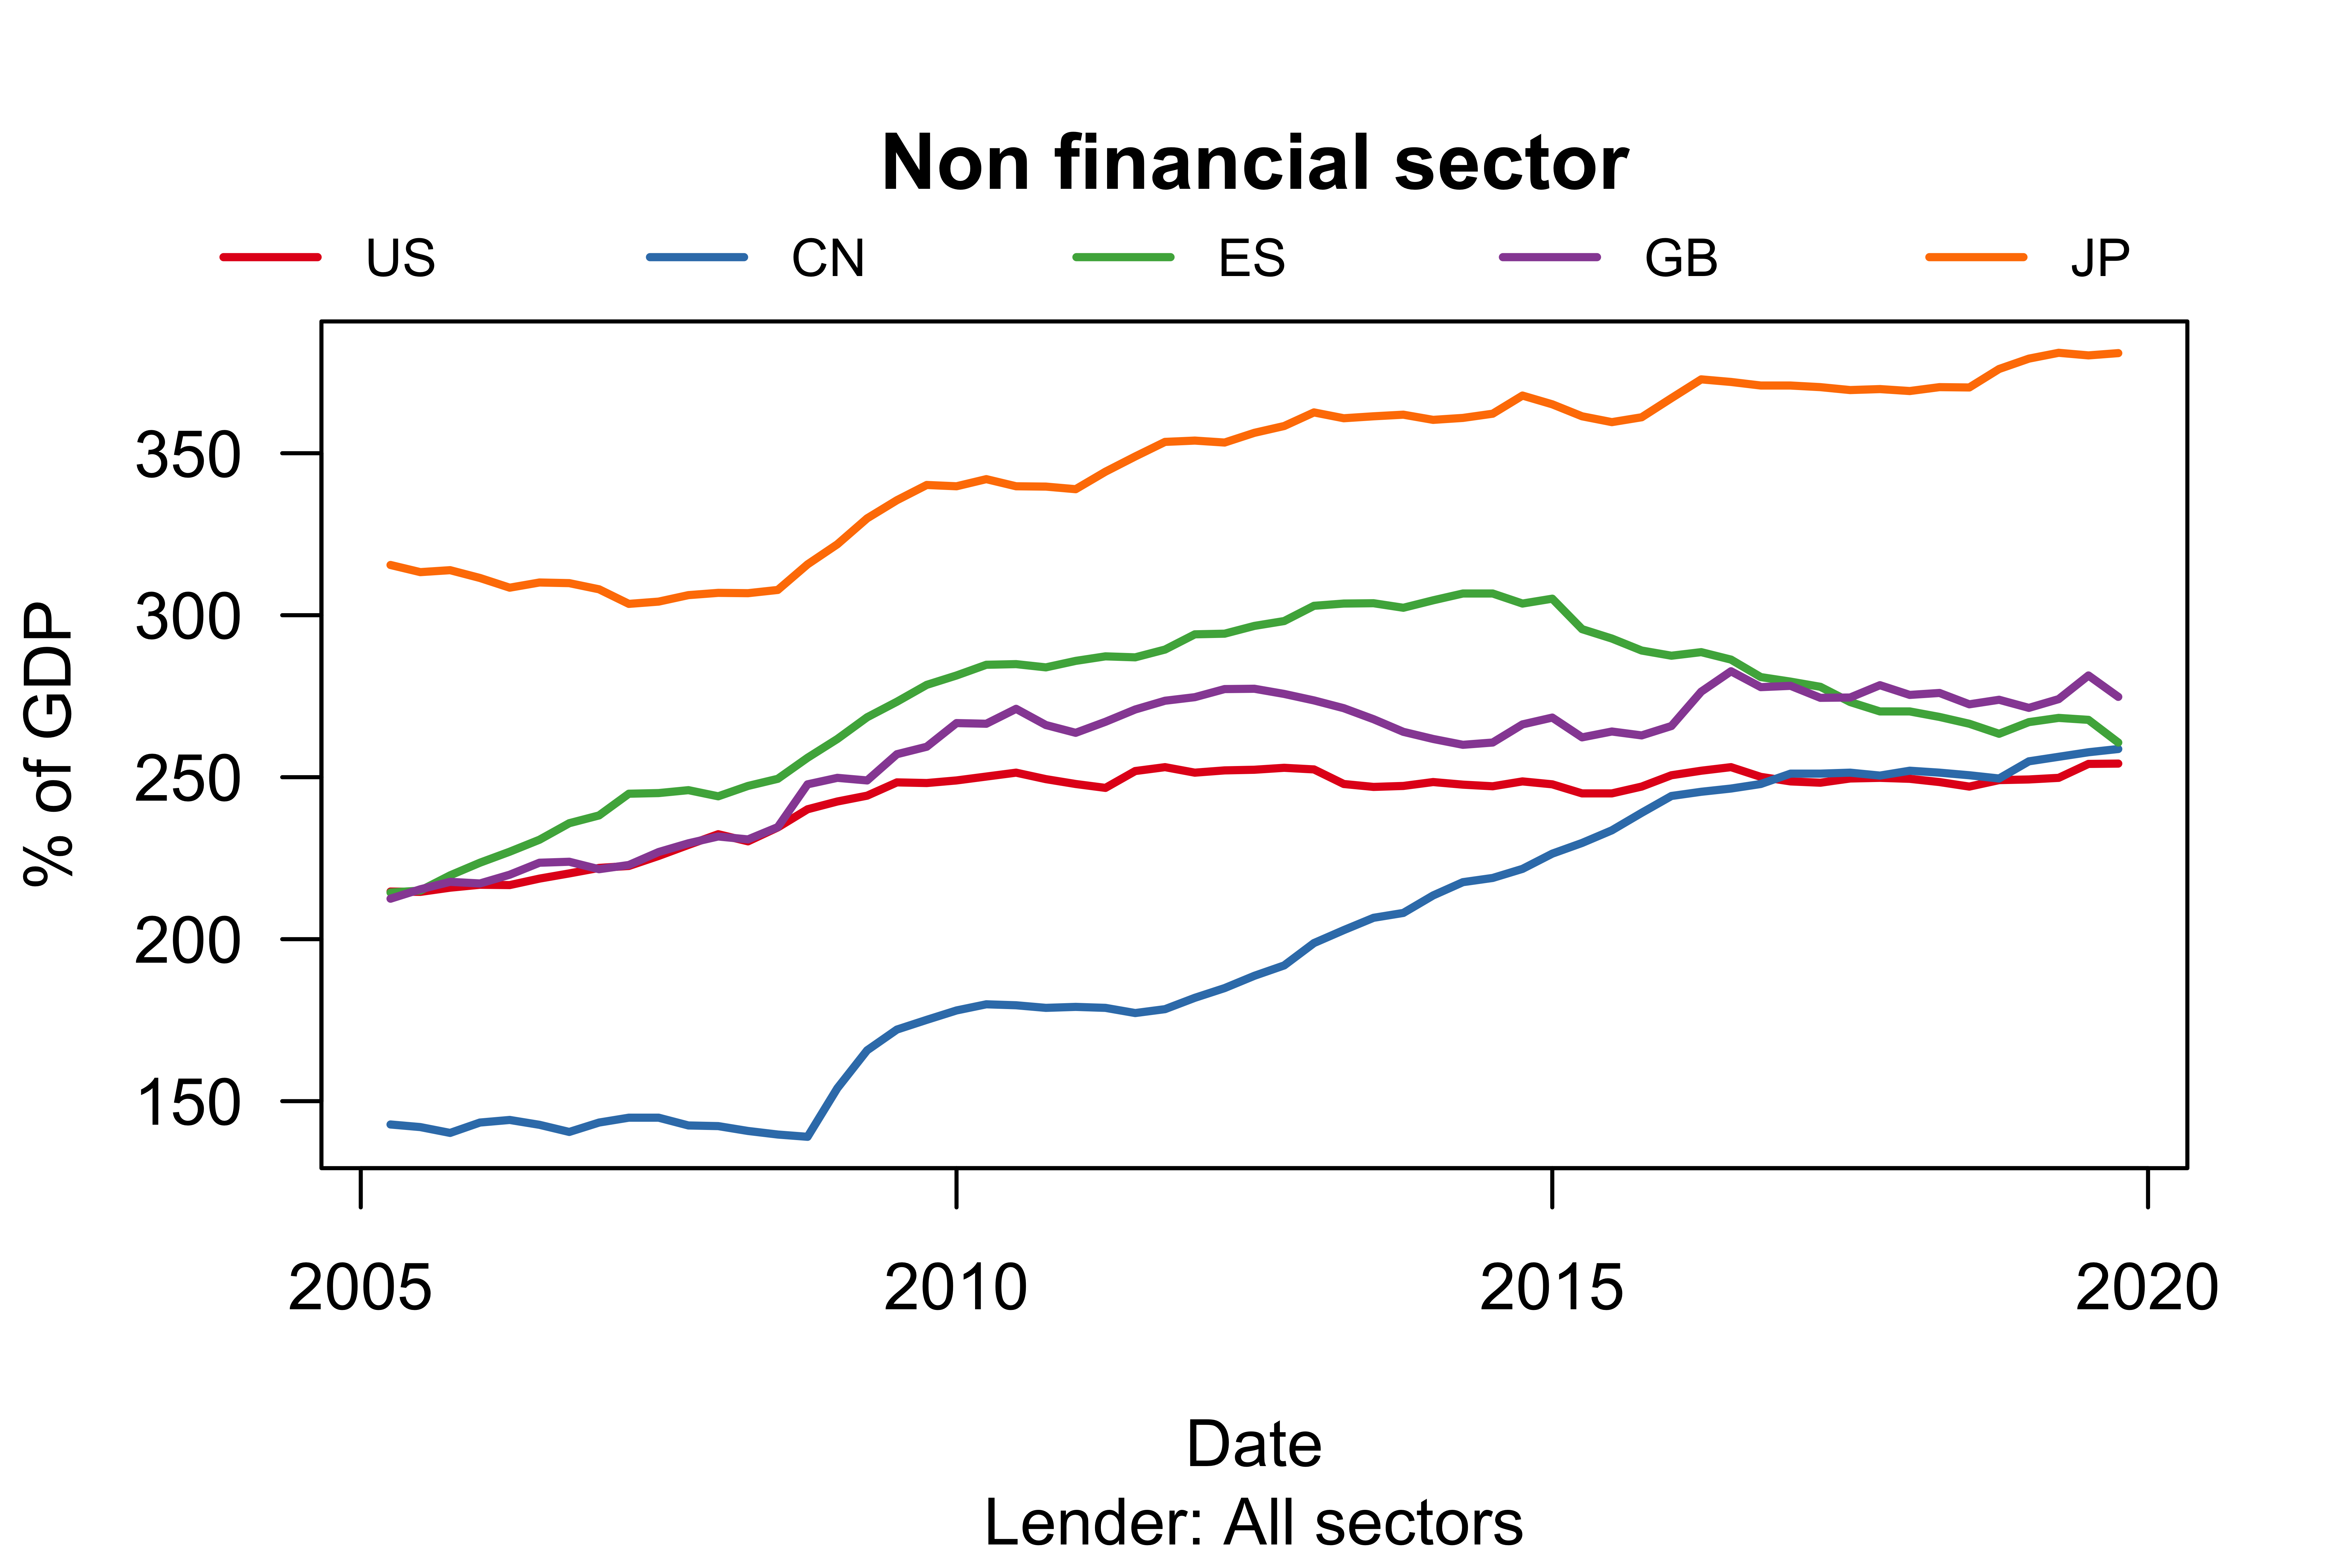 Non financial sector
US CN ES GB JP
% of GDP
350
300
250
200
150
2005 2010 2015 2020
Date
Lender: All sectors